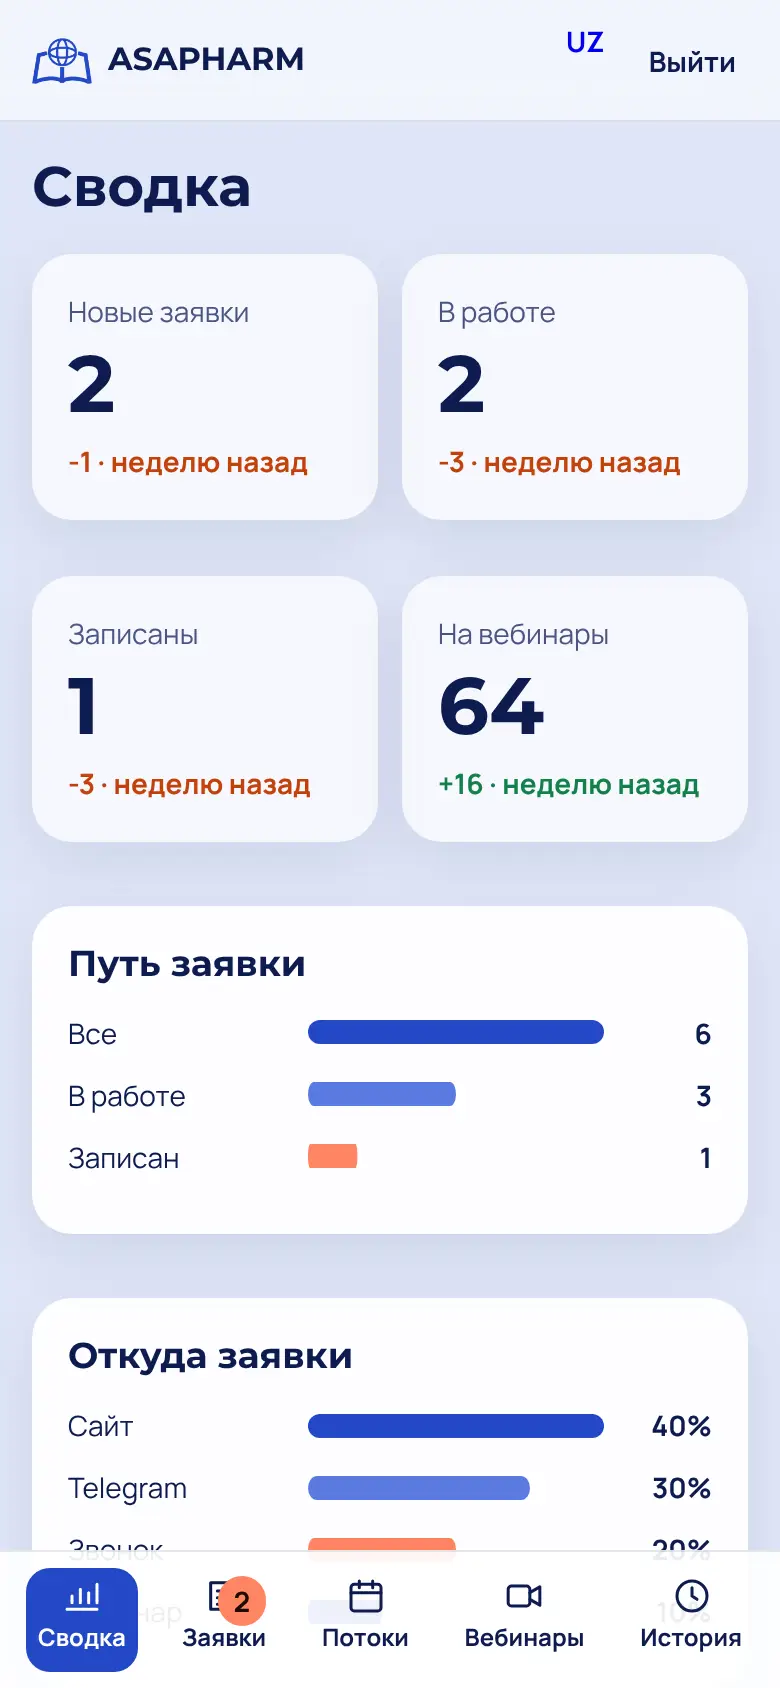 ASAPHARM
UZ
Выйти
Сводка
Новые заявки
2
-1 · неделю назад
В работе
2
-3 · неделю назад
Записаны
1
-3 · неделю назад
На вебинары
64
+16 · неделю назад
Путь заявки
Все 6
В работе 3
Записан 1
Откуда заявки
Сайт 40%
Telegram 30%
Звонок 20%
10%
Сводка
2
Заявки
Потоки
Вебинары
История